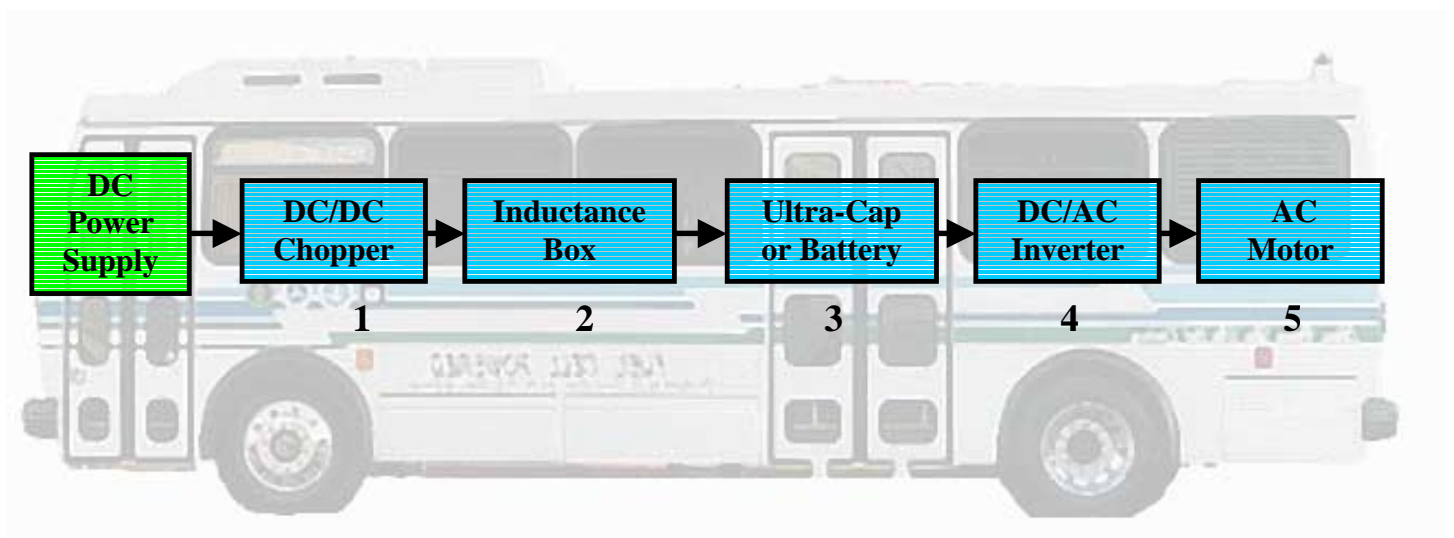 DC
Power
Supply
DC/DC
Chopper
Inductance
Box
Ultra-Cap
or Battery
DC/AC
Inverter
AC
Motor
1
2
3
4
5